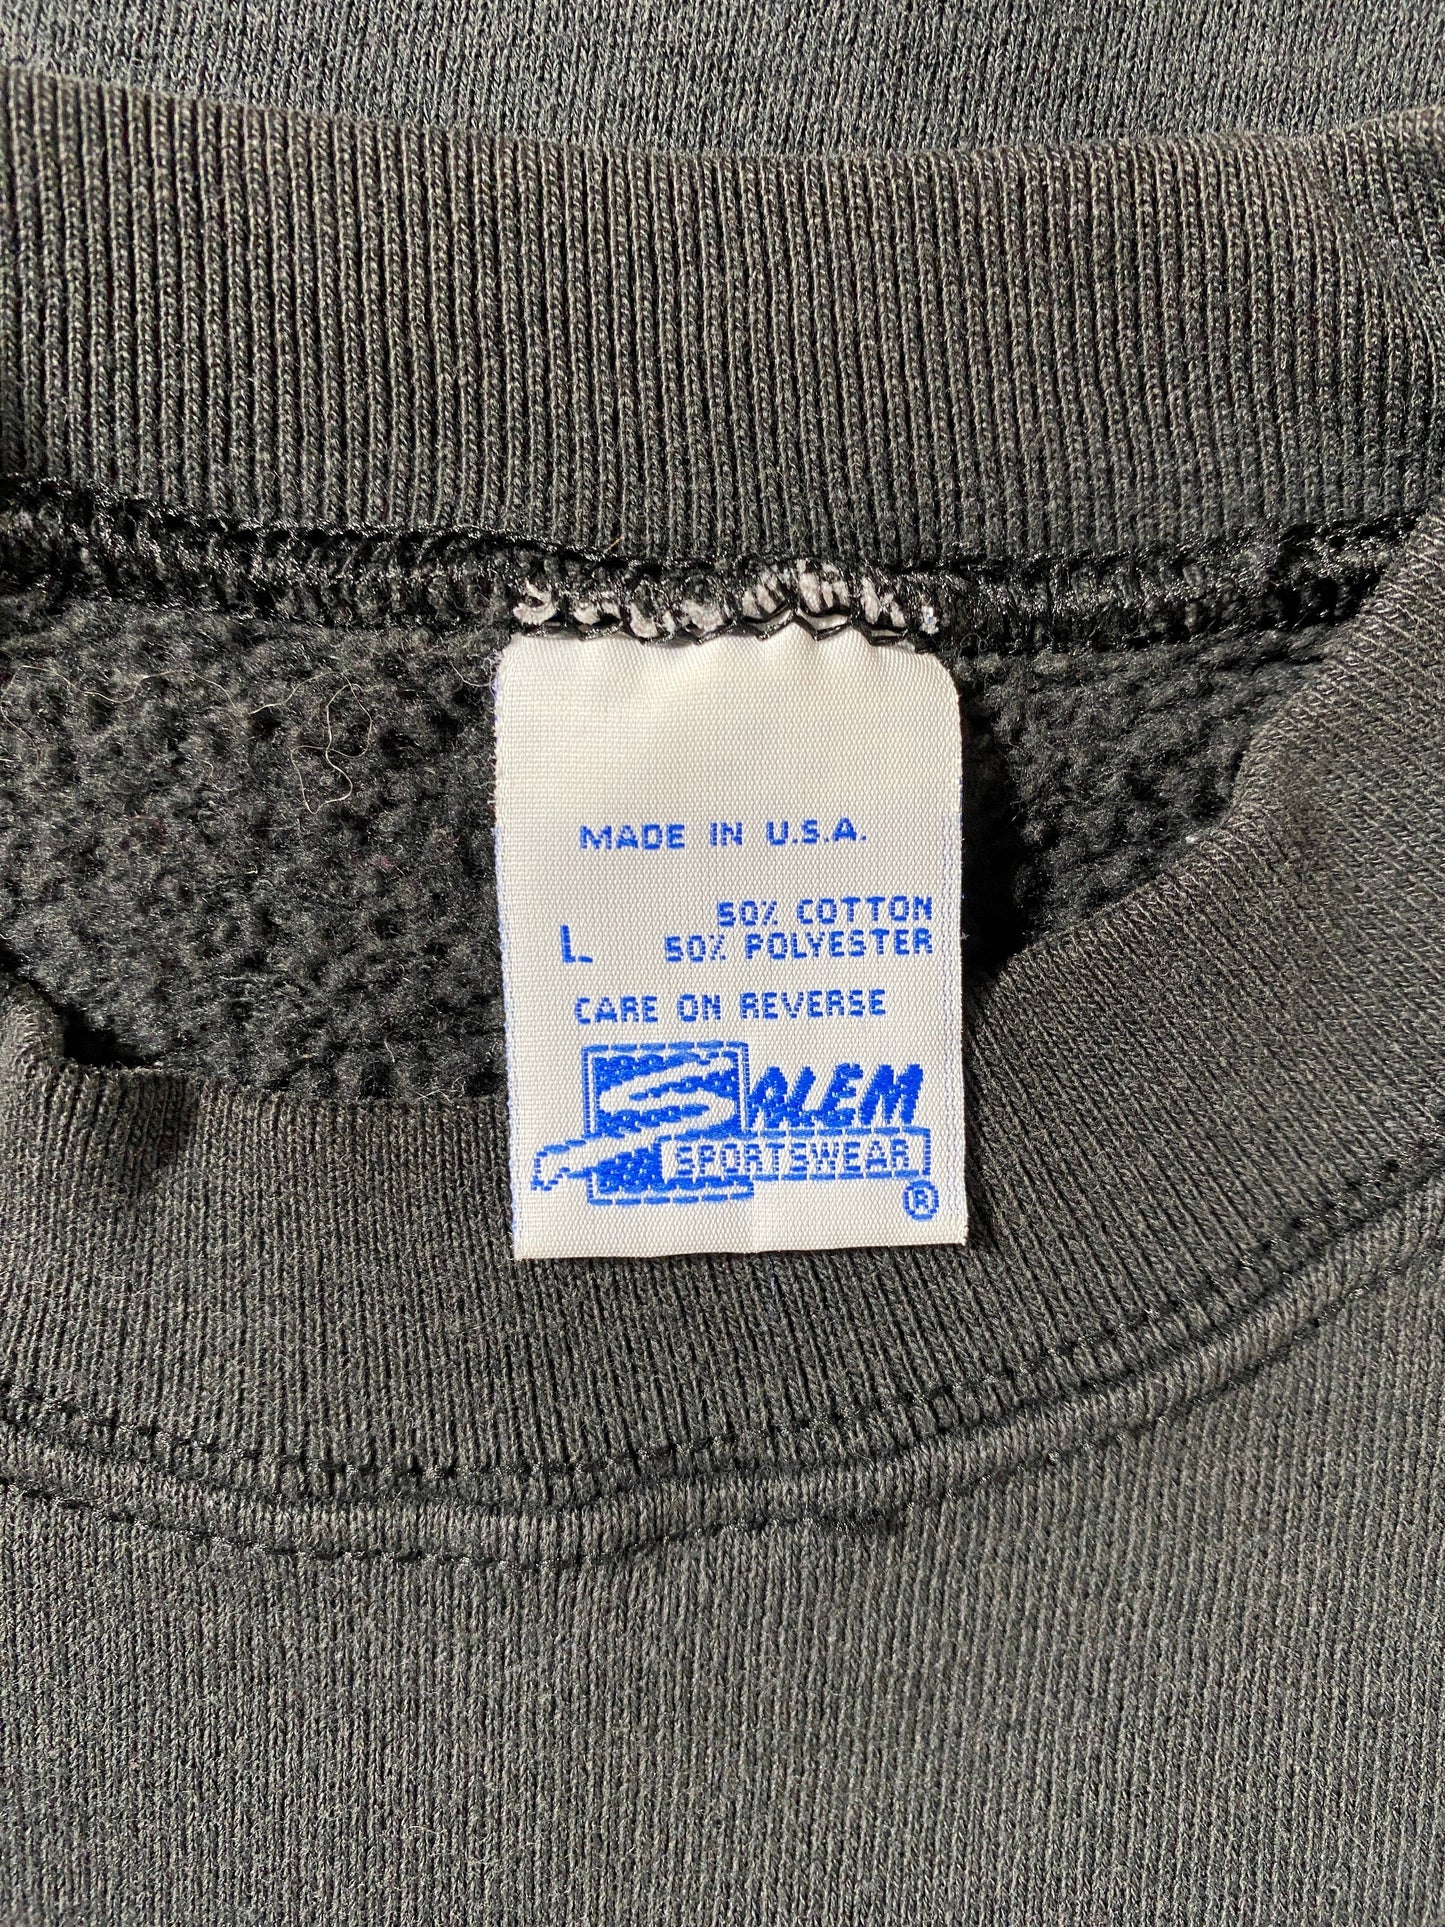 MADE IN U.S.A.
50% COTTON
L 50% POLYESTER
CARE ON REVERSE
SALEM
SPORTSWEAR
®